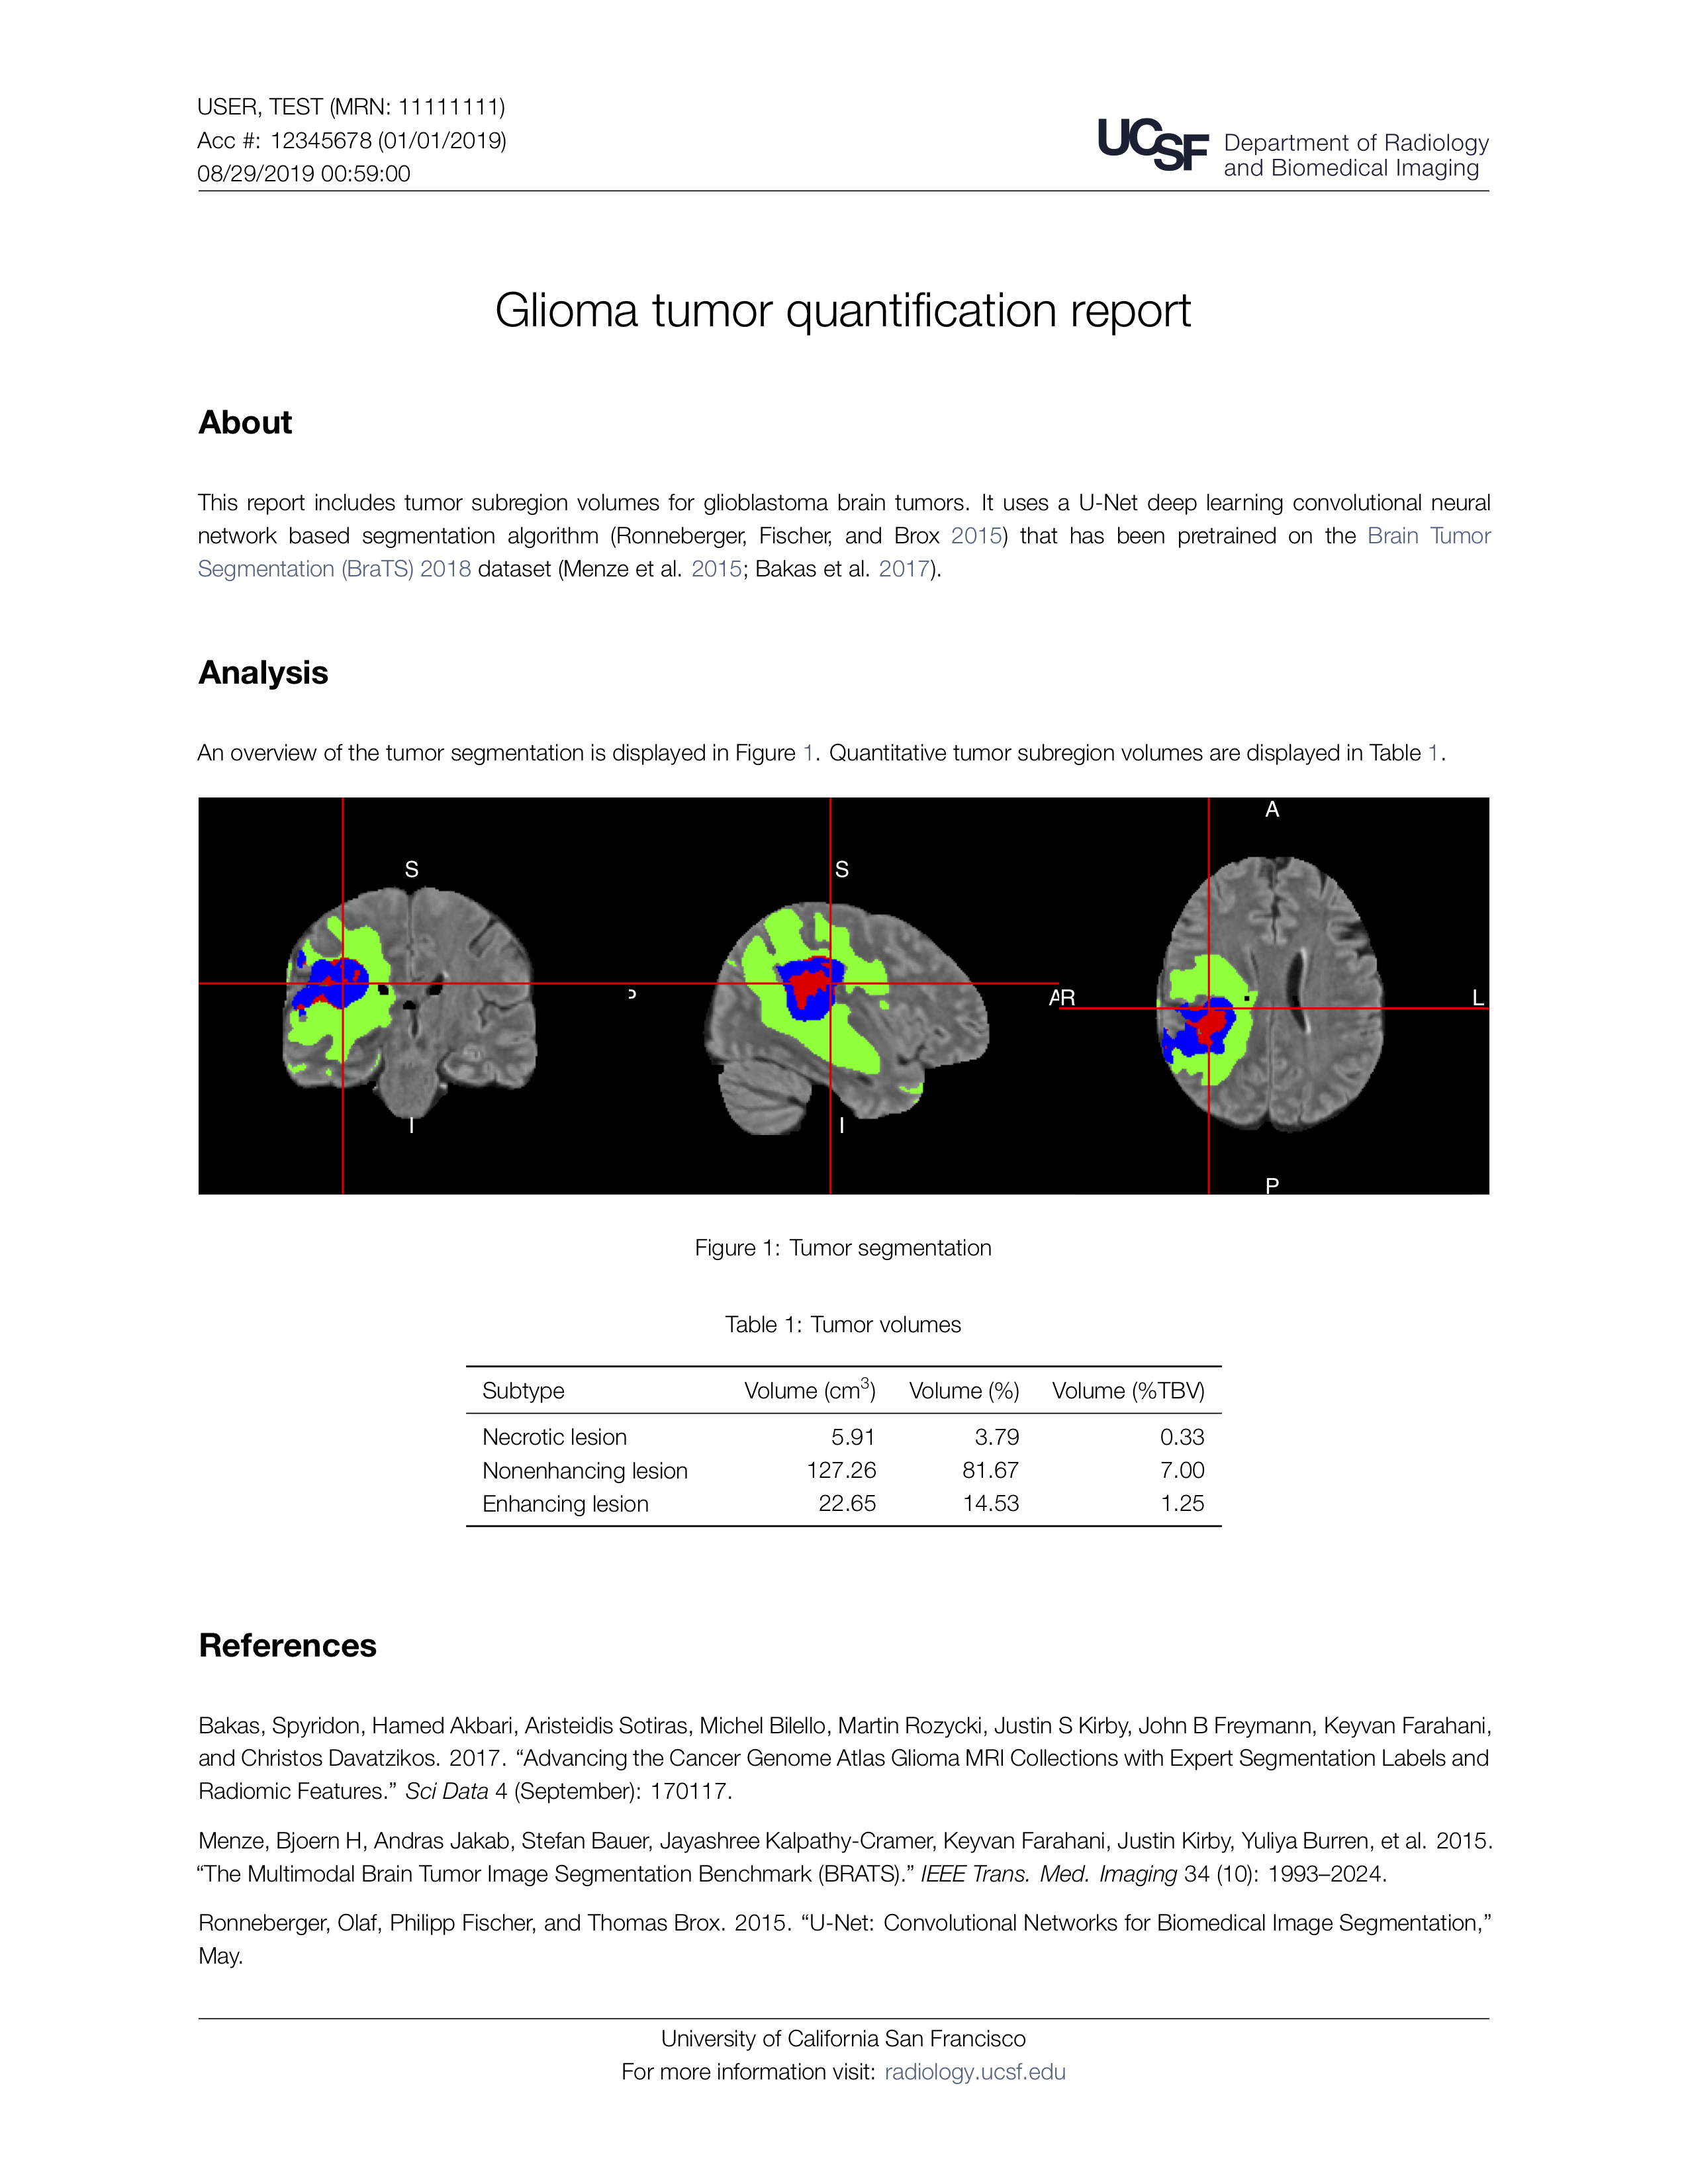 USER, TEST (MRN: 11111111)
Acc #: 12345678 (01/01/2019)
08/29/2019 00:59:00
UCSF Department of Radiology
and Biomedical Imaging
Glioma tumor quantification report
About
This report includes tumor subregion volumes for glioblastoma brain tumors. It uses a U-Net deep learning convolutional neural
network based segmentation algorithm (Ronneberger, Fischer, and Brox 2015) that has been pretrained on the Brain Tumor
Segmentation (BraTS) 2018 dataset (Menze et al. 2015; Bakas et al. 2017).
Analysis
An overview of the tumor segmentation is displayed in Figure 1. Quantitative tumor subregion volumes are displayed in Table 1.
A
S S
P A R L
I I
P
Figure 1: Tumor segmentation
Table 1: Tumor volumes
Subtype Volume (cm³) Volume (%) Volume (%TBV)
Necrotic lesion 5.91 3.79 0.33
Nonenhancing lesion 127.26 81.67 7.00
Enhancing lesion 22.65 14.53 1.25
References
Bakas, Spyridon, Hamed Akbari, Aristeidis Sotiras, Michel Bilello, Martin Rozycki, Justin S Kirby, John B Freymann, Keyvan Farahani,
and Christos Davatzikos. 2017. “Advancing the Cancer Genome Atlas Glioma MRI Collections with Expert Segmentation Labels and
Radiomic Features.” Sci Data 4 (September): 170117.
Menze, Bjoern H, Andras Jakab, Stefan Bauer, Jayashree Kalpathy-Cramer, Keyvan Farahani, Justin Kirby, Yuliya Burren, et al. 2015.
“The Multimodal Brain Tumor Image Segmentation Benchmark (BRATS).” IEEE Trans. Med. Imaging 34 (10): 1993–2024.
Ronneberger, Olaf, Philipp Fischer, and Thomas Brox. 2015. “U-Net: Convolutional Networks for Biomedical Image Segmentation,”
May.
University of California San Francisco
For more information visit: radiology.ucsf.edu